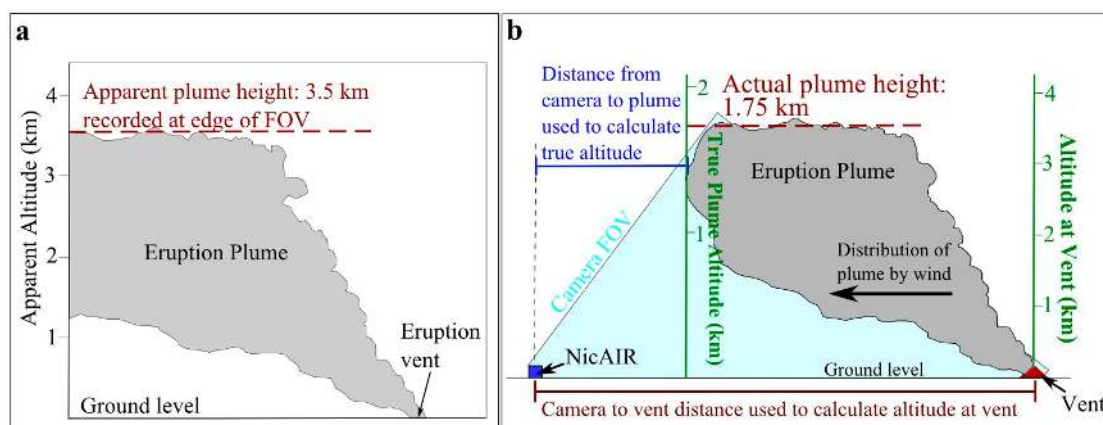 a
Apparent plume height: 3.5 km
recorded at edge of FOV
4
3
2
1
Apparent Altitude (km)
Eruption Plume
Eruption
vent
Ground level
b
Distance from
camera to plume
used to calculate
true altitude
2
1
True Plume Altitude (km)
Actual plume height:
1.75 km
4
3
2
1
Altitude at Vent (km)
Eruption Plume
Camera FOV
Distribution of
plume by wind
NicAIR
Ground level
Vent
Camera to vent distance used to calculate altitude at vent